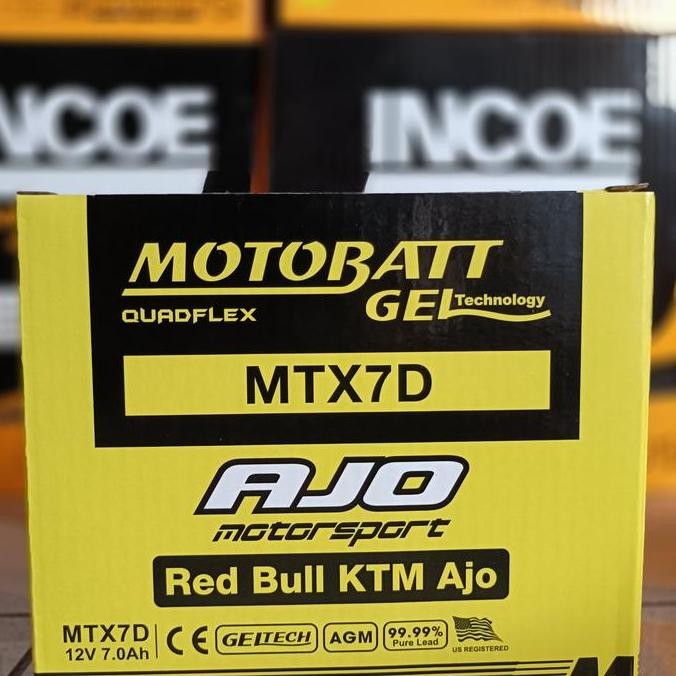 INCOE
INCOE
MOTOBATT
QUADFLEX
GEL Technology
MTX7D
AJO
motorsport
Red Bull KTM Ajo
MTX7D
12V 7.0Ah
CE
GELTECH
AGM
99.99%
Pure Lead
US REGISTERED